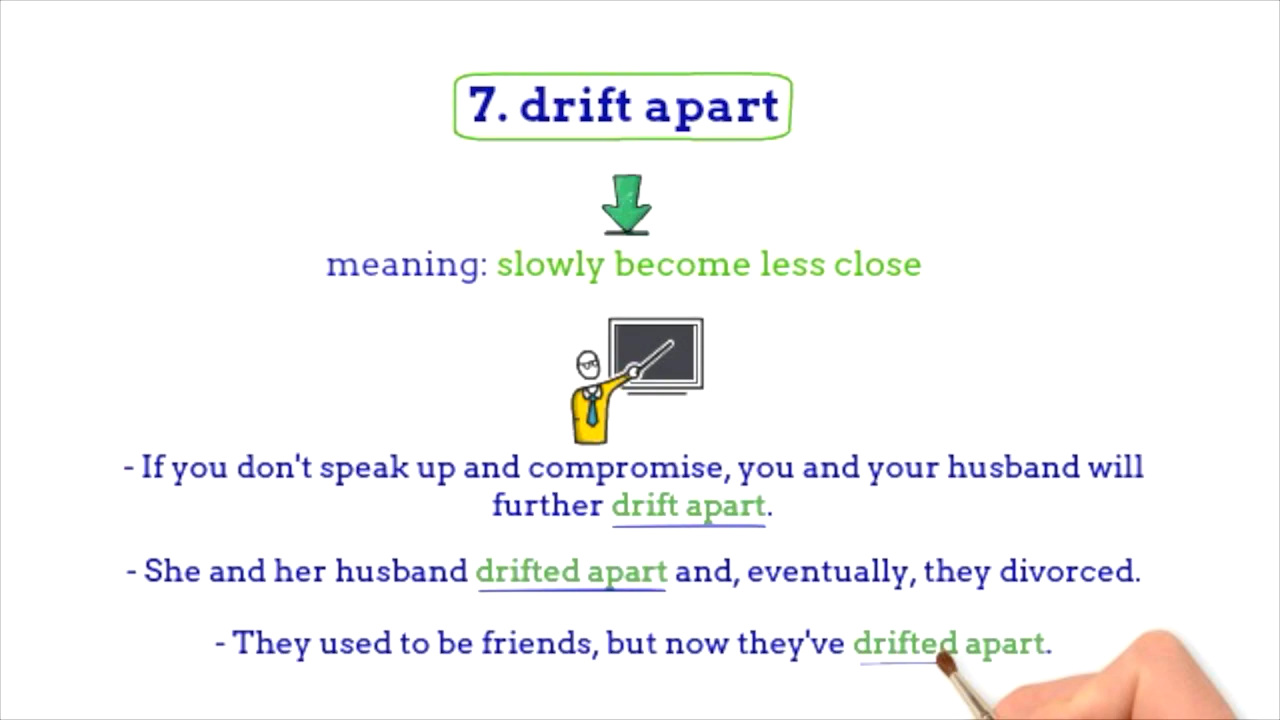 7. drift apart
meaning: slowly become less close
- If you don't speak up and compromise, you and your husband will
further drift apart.
- She and her husband drifted apart and, eventually, they divorced.
- They used to be friends, but now they've drifted apart.